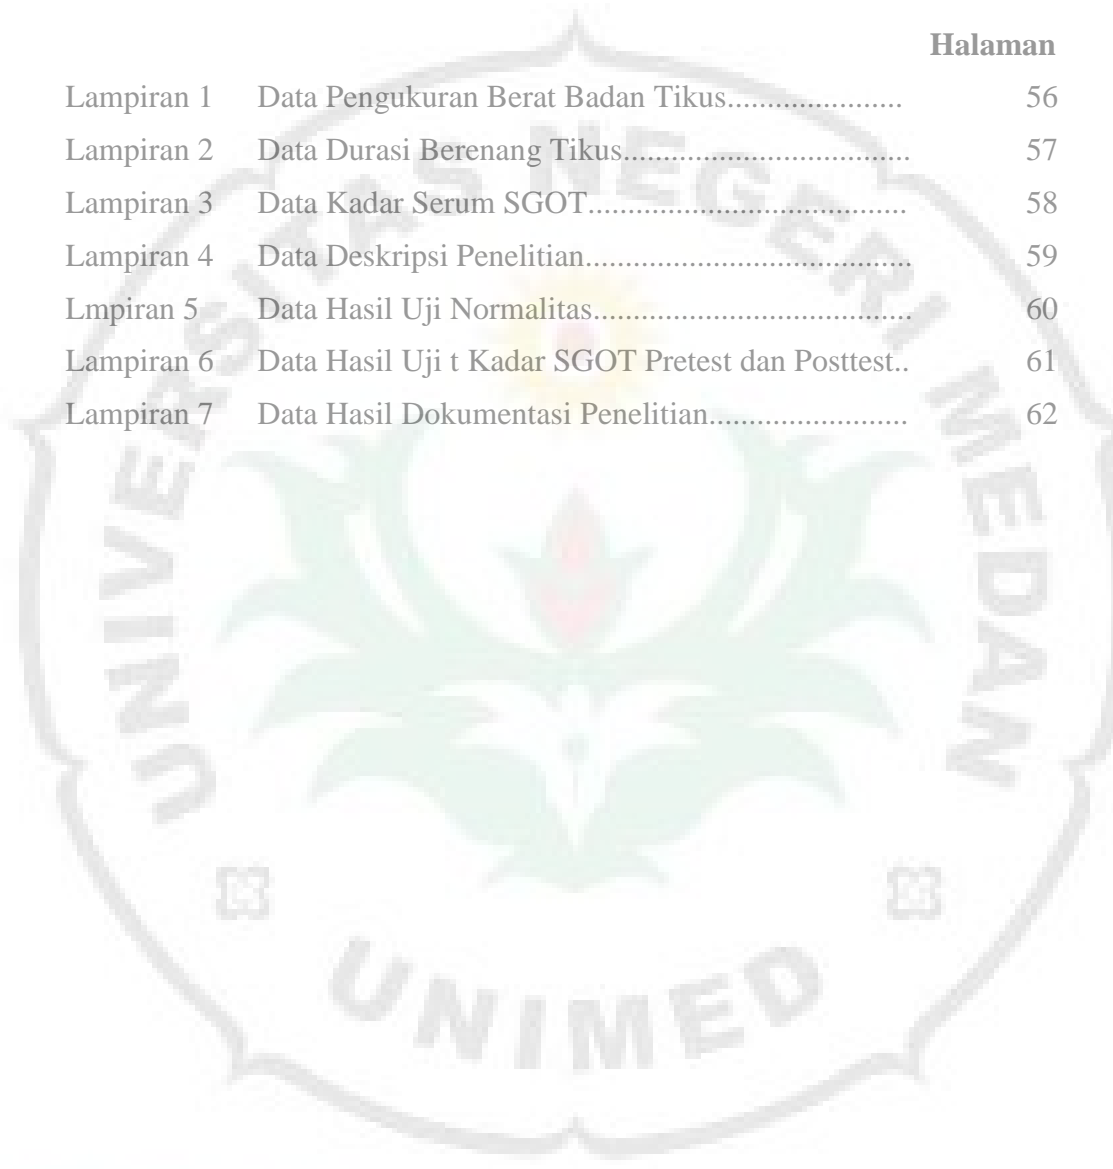 Halaman
Lampiran 1 Data Pengukuran Berat Badan Tikus...................... 56
Lampiran 2 Data Durasi Berenang Tikus.................................... 57
Lampiran 3 Data Kadar Serum SGOT........................................ 58
Lampiran 4 Data Deskripsi Penelitian......................................... 59
Lmpiran 5 Data Hasil Uji Normalitas........................................ 60
Lampiran 6 Data Hasil Uji t Kadar SGOT Pretest dan Posttest.. 61
Lampiran 7 Data Hasil Dokumentasi Penelitian......................... 62
UNIVERSITAS NEGERI MEDAN
UNIMED